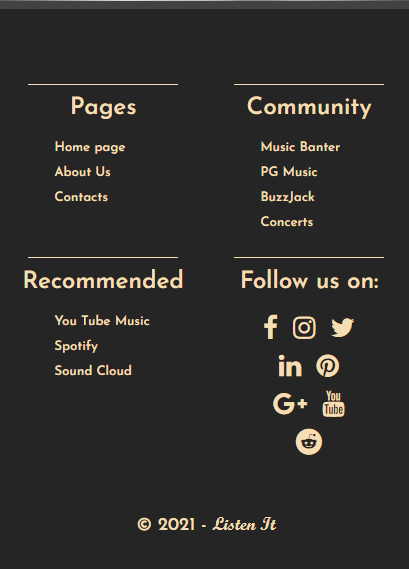 Pages
Home page
About Us
Contacts
Community
Music Banter
PG Music
BuzzJack
Concerts
Recommended
You Tube Music
Spotify
Sound Cloud
Follow us on:
f
in
G+
You
Tube
© 2021 - Listen It